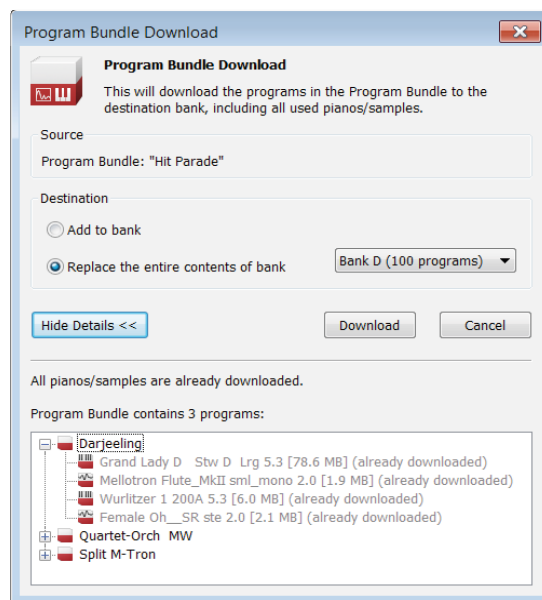 Program Bundle Download
Program Bundle Download
This will download the programs in the Program Bundle to the
destination bank, including all used pianos/samples.
Source
Program Bundle: "Hit Parade"
Destination
Add to bank
Replace the entire contents of bank
Bank D (100 programs)
Hide Details <<
Download
Cancel
All pianos/samples are already downloaded.
Program Bundle contains 3 programs:
Darjeeling
Grand Lady D Stw D Lrg 5.3 [78.6 MB] (already downloaded)
Mellotron Flute_MkII sml_mono 2.0 [1.9 MB] (already downloaded)
Wurlitzer 1 200A 5.3 [6.0 MB] (already downloaded)
Female Oh__SR ste 2.0 [2.1 MB] (already downloaded)
Quartet-Orch MW
Split M-Tron